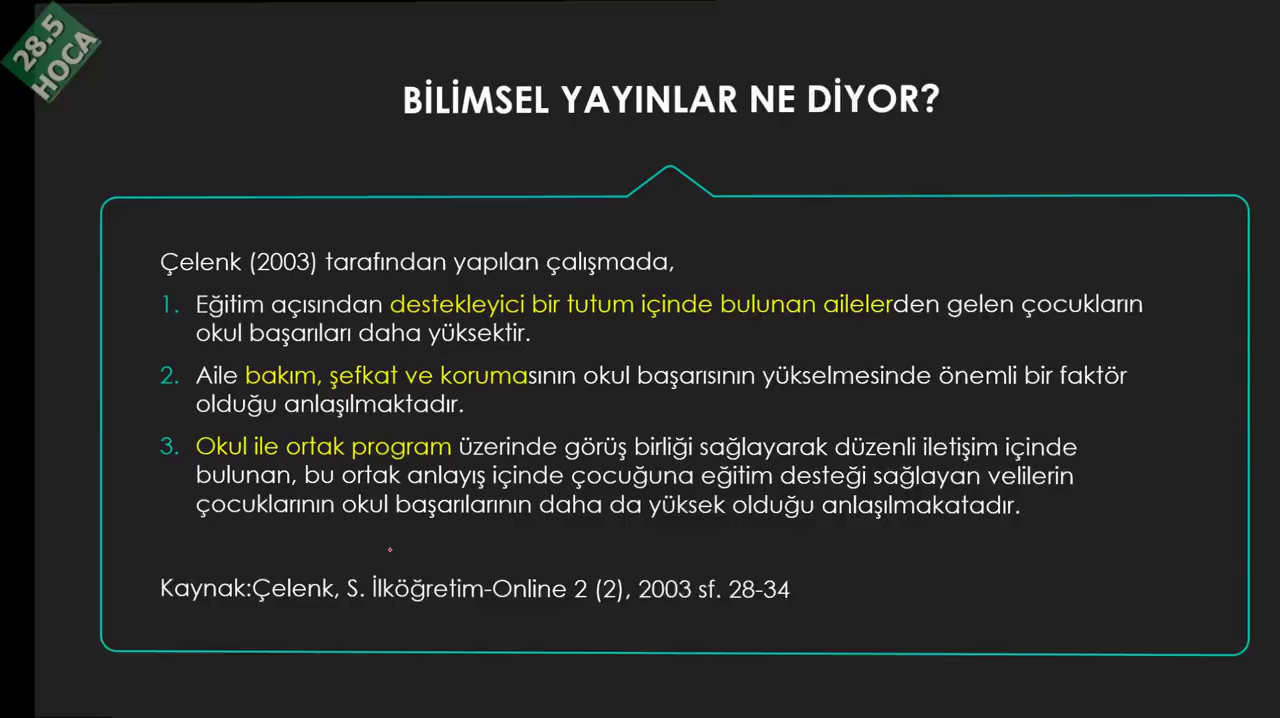 28.5
HOCA
BİLİMSEL YAYINLAR NE DİYOR?
Çelenk (2003) tarafından yapılan çalışmada,
1. Eğitim açısından destekleyici bir tutum içinde bulunan ailelerden gelen çocukların
okul başarıları daha yüksektir.
2. Aile bakım, şefkat ve korumasının okul başarısının yükselmesinde önemli bir faktör
olduğu anlaşılmaktadır.
3. Okul ile ortak program üzerinde görüş birliği sağlayarak düzenli iletişim içinde
bulunan, bu ortak anlayış içinde çocuğuna eğitim desteği sağlayan velilerin
çocuklarının okul başarılarının daha da yüksek olduğu anlaşılmakatadır.
Kaynak:Çelenk, S. İlköğretim-Online 2 (2), 2003 sf. 28-34